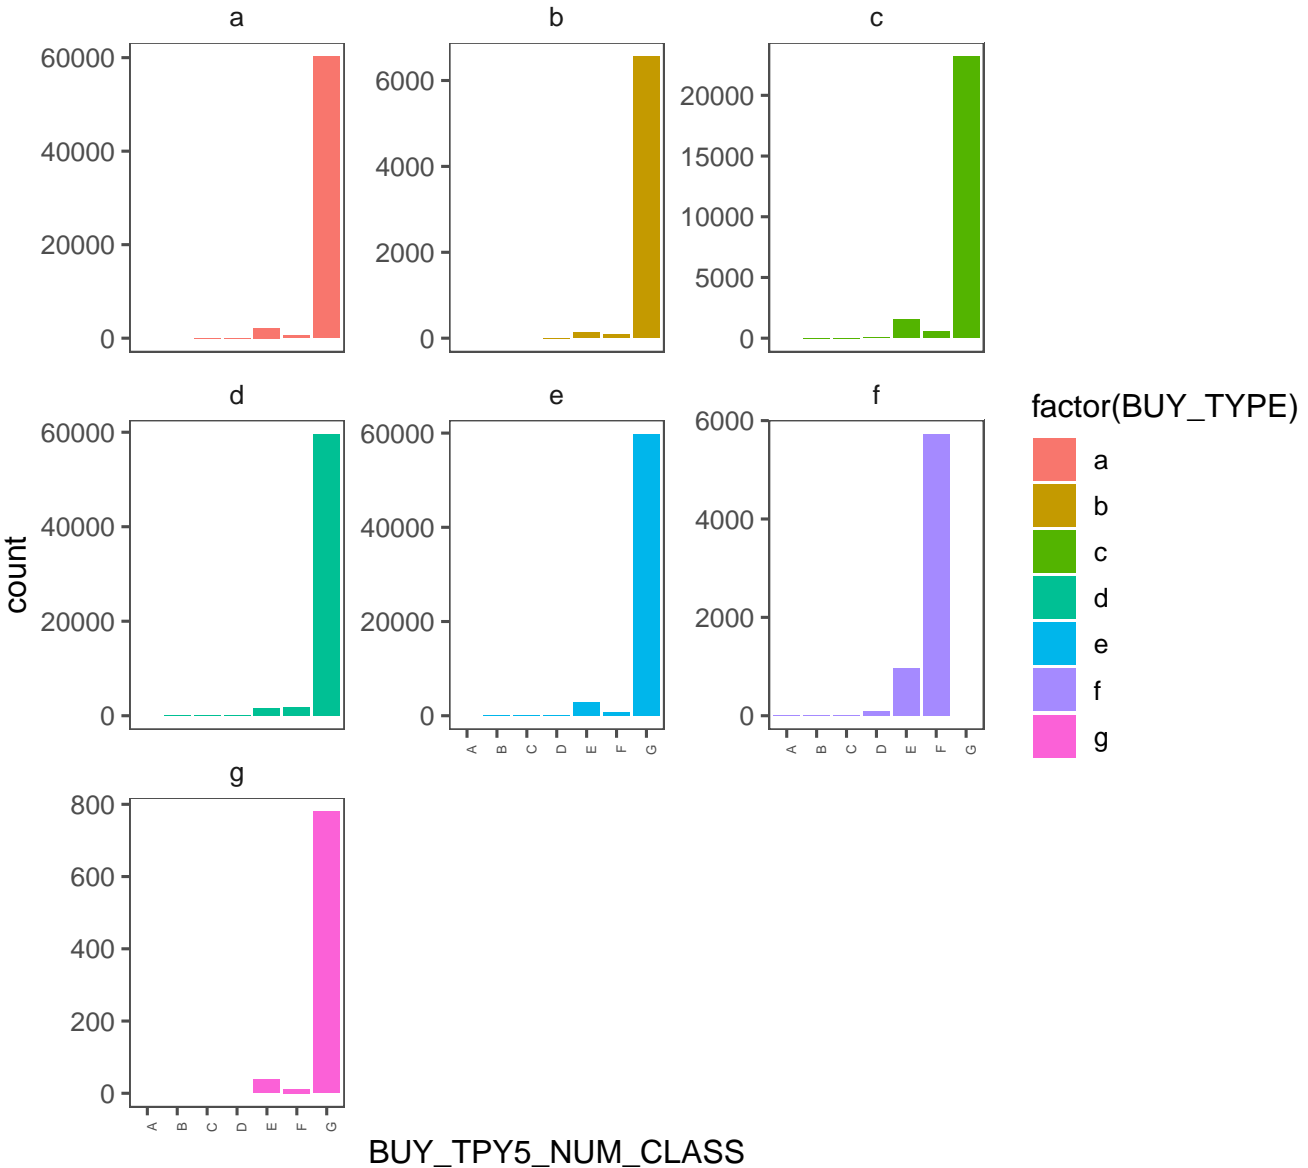 a b c
60000
40000
20000
0
6000
4000
2000
0
20000
15000
10000
5000
0
d e f
60000
40000
20000
0
60000
40000
20000
0
A B C D E F G
6000
4000
2000
0
A B C D E F G
g
800
600
400
200
0
A B C D E F G
count
BUY_TPY5_NUM_CLASS
factor(BUY_TYPE)
a
b
c
d
e
f
g